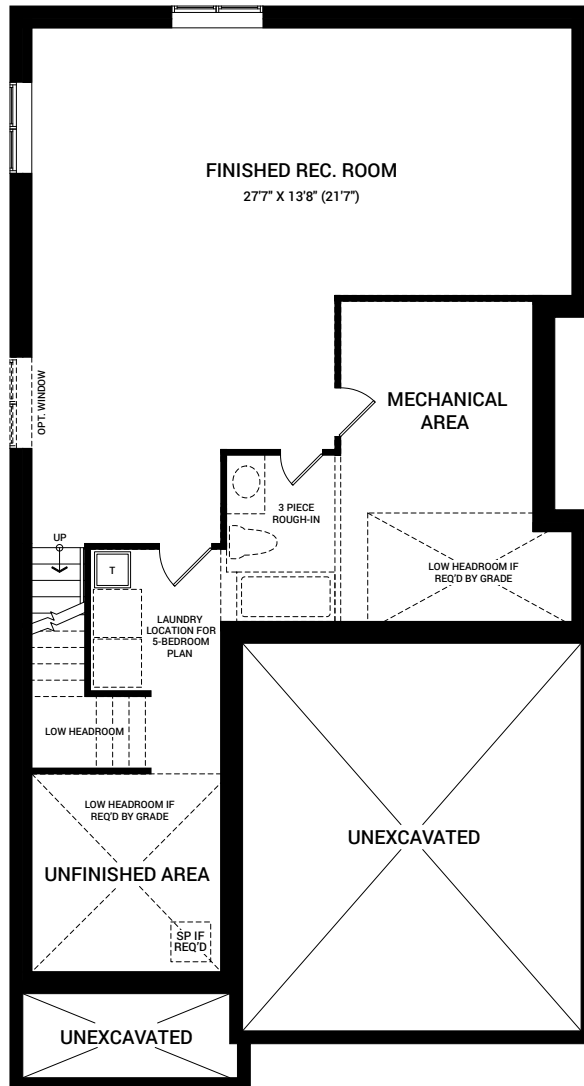 FINISHED REC. ROOM
27'7" X 13'8" (21'7")
OPT. WINDOW
MECHANICAL
AREA
3 PIECE
ROUGH-IN
UP
T
LOW HEADROOM IF
REQ'D BY GRADE
LAUNDRY
LOCATION FOR
5-BEDROOM
PLAN
LOW HEADROOM
LOW HEADROOM IF
REQ'D BY GRADE
UNEXCAVATED
UNFINISHED AREA
SP IF
REQ'D
UNEXCAVATED